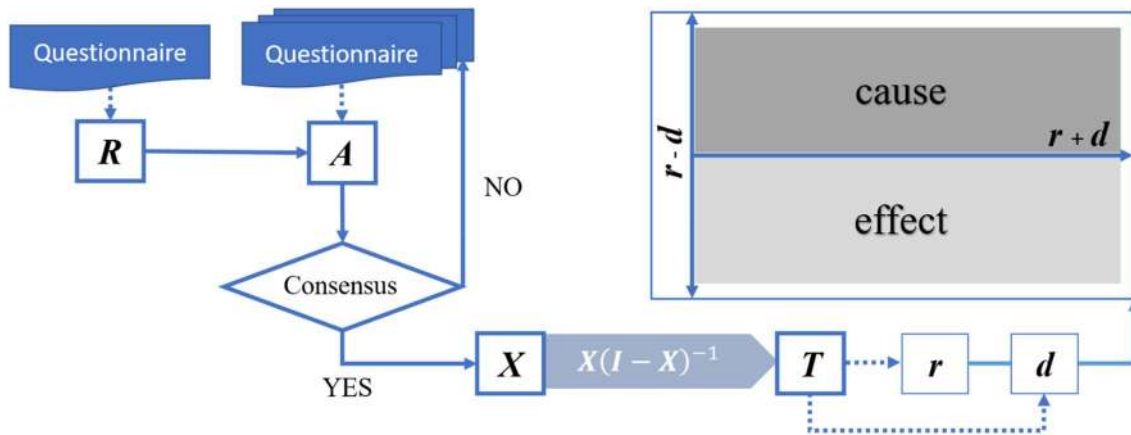 Questionnaire
Questionnaire
R
A
NO
Consensus
YES
X
X(I − X)⁻¹
T
r
d
cause
r + d
r - d
effect